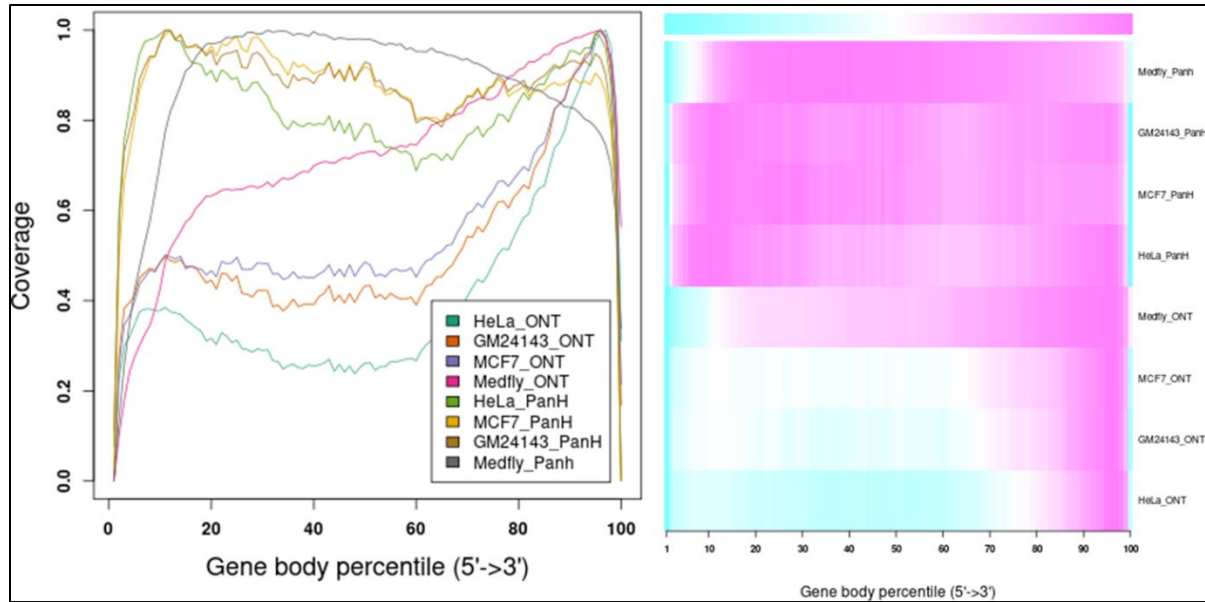 Coverage
1.0
0.8
0.6
0.4
0.2
0.0
HeLa_ONT
GM24143_ONT
MCF7_ONT
Medfly_ONT
HeLa_PanH
MCF7_PanH
GM24143_PanH
Medfly_Panh
0 20 40 60 80 100
Gene body percentile (5'->3')
Medfly_Panh
GM24143_PanH
MCF7_PanH
HeLa_PanH
Medfly_ONT
MCF7_ONT
GM24143_ONT
HeLa_ONT
1 10 20 30 40 50 60 70 80 90 100
Gene body percentile (5'->3')